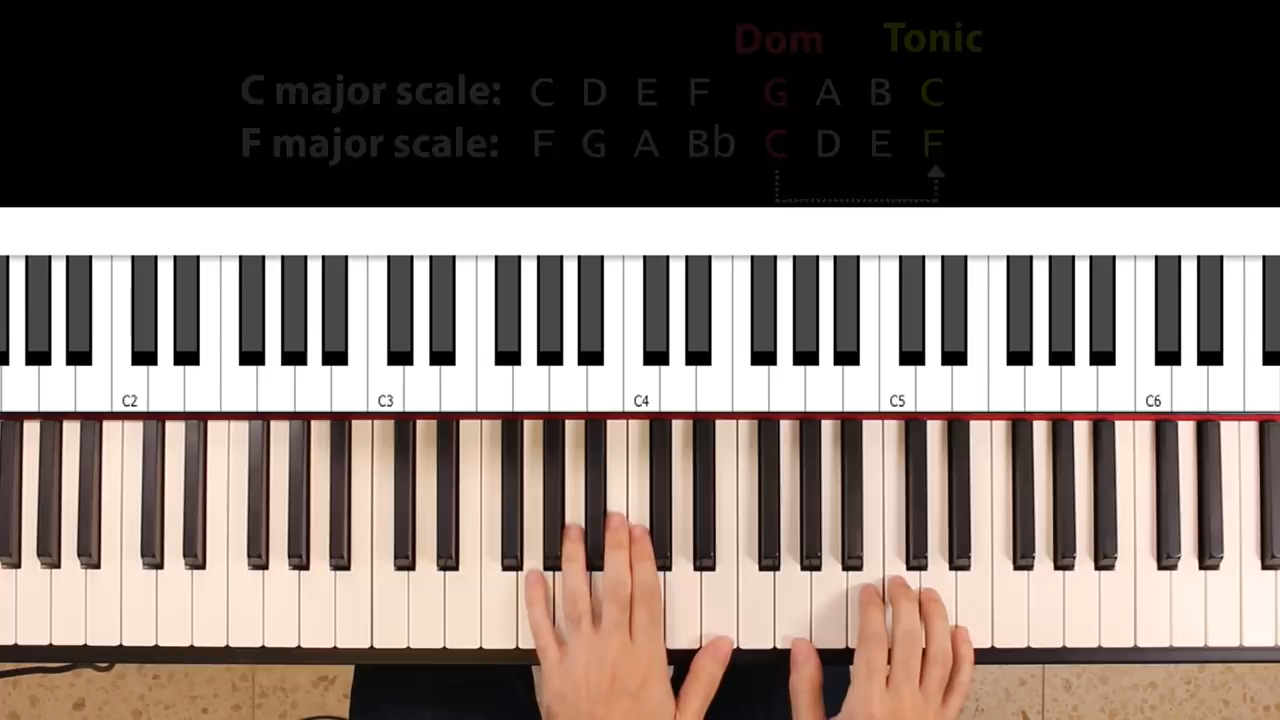 Dom Tonic
C major scale: C D E F G A B C
F major scale: F G A Bb C D E F
C2 C3 C4 C5 C6